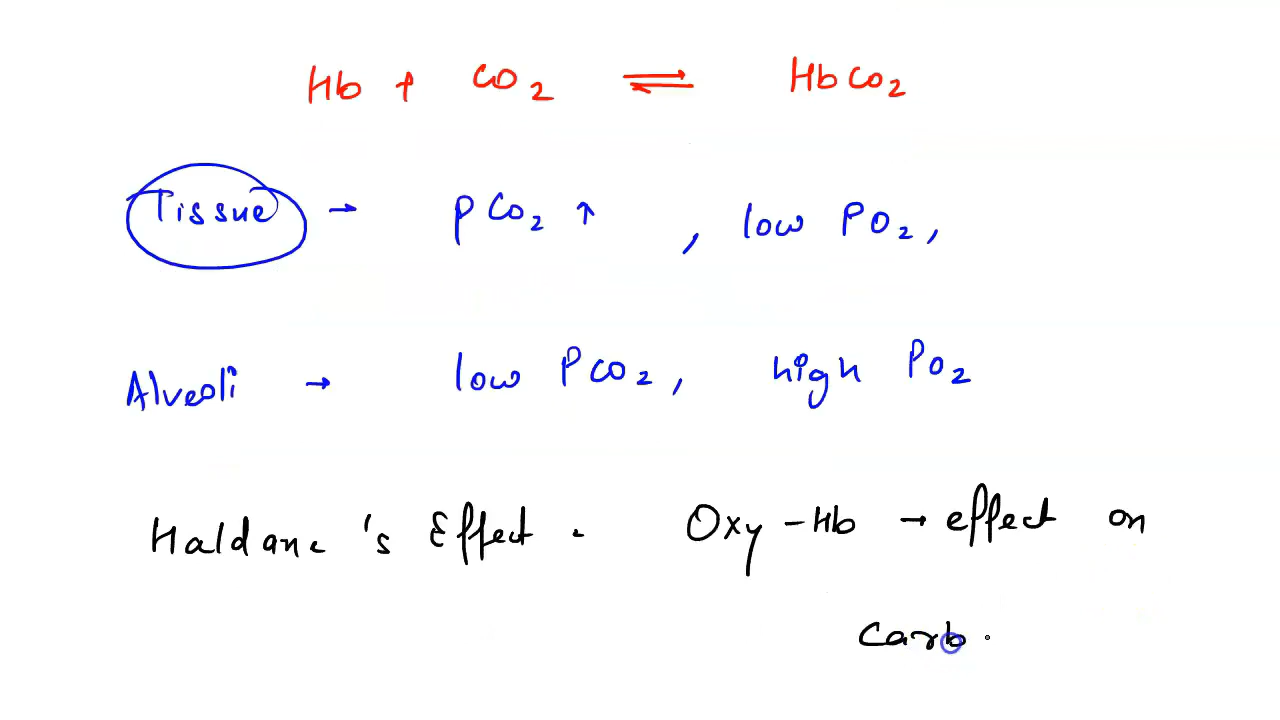 Hb + CO₂ ⇌ HbCO₂
Tissue → PCO₂ ↑ , low PO₂,
Alveoli → low PCO₂, high PO₂
Haldane's Effect . Oxy-Hb → effect on
Carb.